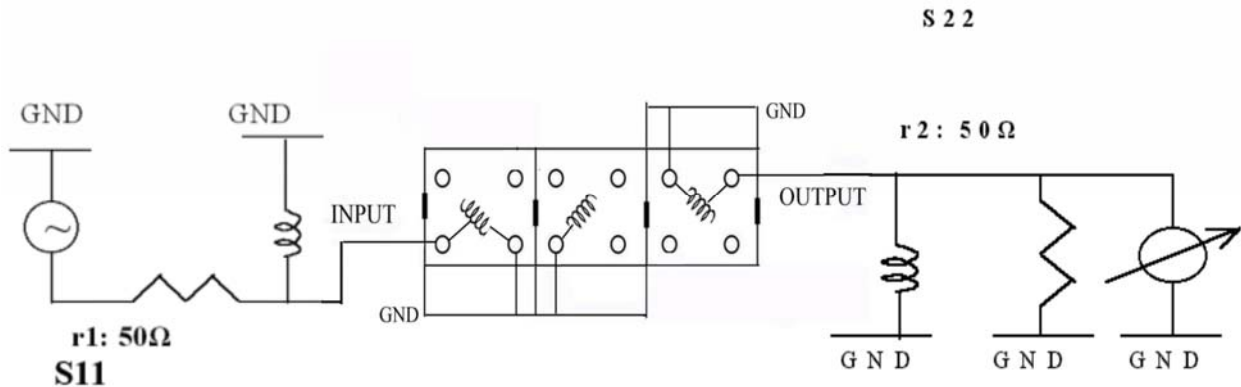 S 2 2
GND
GND
GND
r 2 : 5 0 Ω
INPUT
OUTPUT
GND
r1: 50Ω
S11
G N D
G N D
G N D